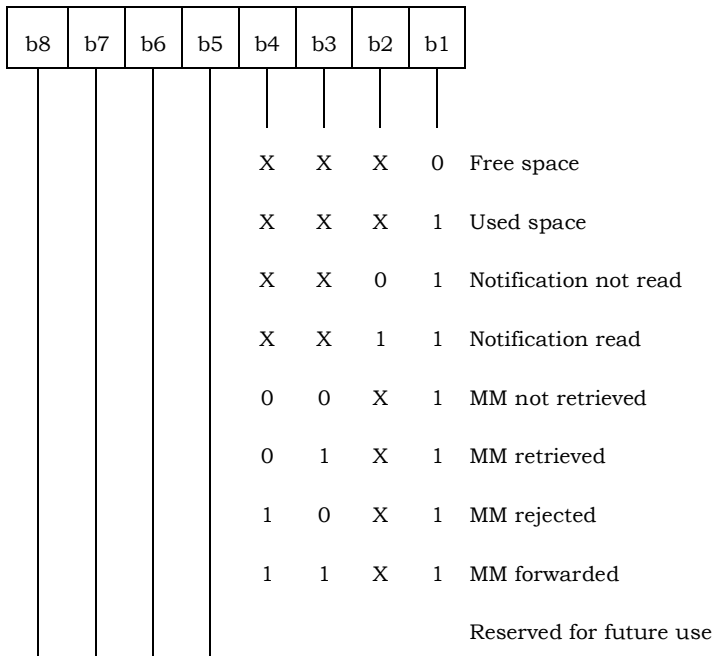 b8 b7 b6 b5 b4 b3 b2 b1
X X X 0 Free space
X X X 1 Used space
X X 0 1 Notification not read
X X 1 1 Notification read
0 0 X 1 MM not retrieved
0 1 X 1 MM retrieved
1 0 X 1 MM rejected
1 1 X 1 MM forwarded
Reserved for future use